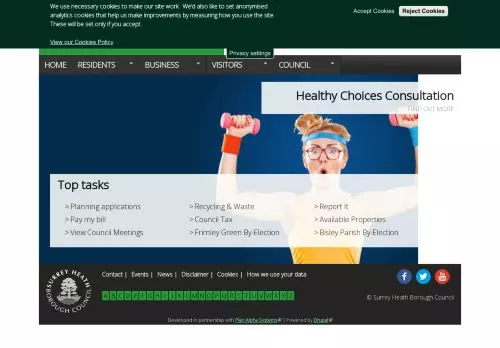 We use necessary cookies to make our site work. We'd also like to set anonymised
analytics cookies that help us make improvements by measuring how you use the site.
These will be set only if you accept.
Accept Cookies
Reject Cookies
View our Cookies Policy
Privacy settings
HOME RESIDENTS BUSINESS VISITORS COUNCIL
Healthy Choices Consultation
FIND OUT MORE
Top tasks
> Planning applications > Recycling & Waste > Report It
> Pay my bill > Council Tax > Available Properties
> View Council Meetings > Frimley Green By-Election > Bisley Parish By-Election
SURREY HEATH
BOROUGH COUNCIL
Contact | Events | News | Disclaimer | Cookies | How we use your data
A B C D E F G H I J K L M N O P Q R S T U V W X Y Z
© Surrey Heath Borough Council
Developed in partnership with Plan Alpha Systems | Powered by Drupal